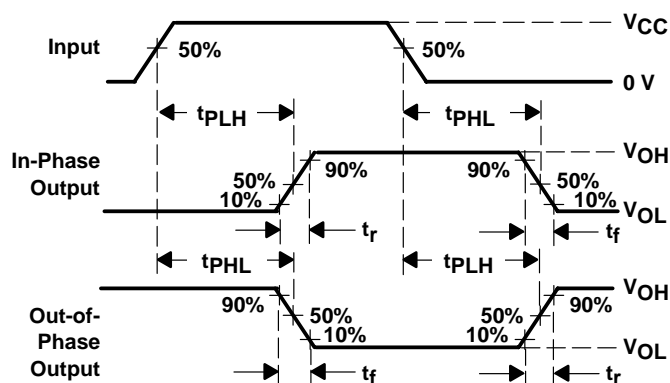 VCC
Input
50%
50%
0 V
tPLH
tPHL
In-Phase
Output
VOH
90%
90%
50%
50%
10%
10%
VOL
tr
tf
tPHL
tPLH
Out-of-
Phase
Output
VOH
90%
90%
50%
50%
10%
10%
VOL
tf
tr